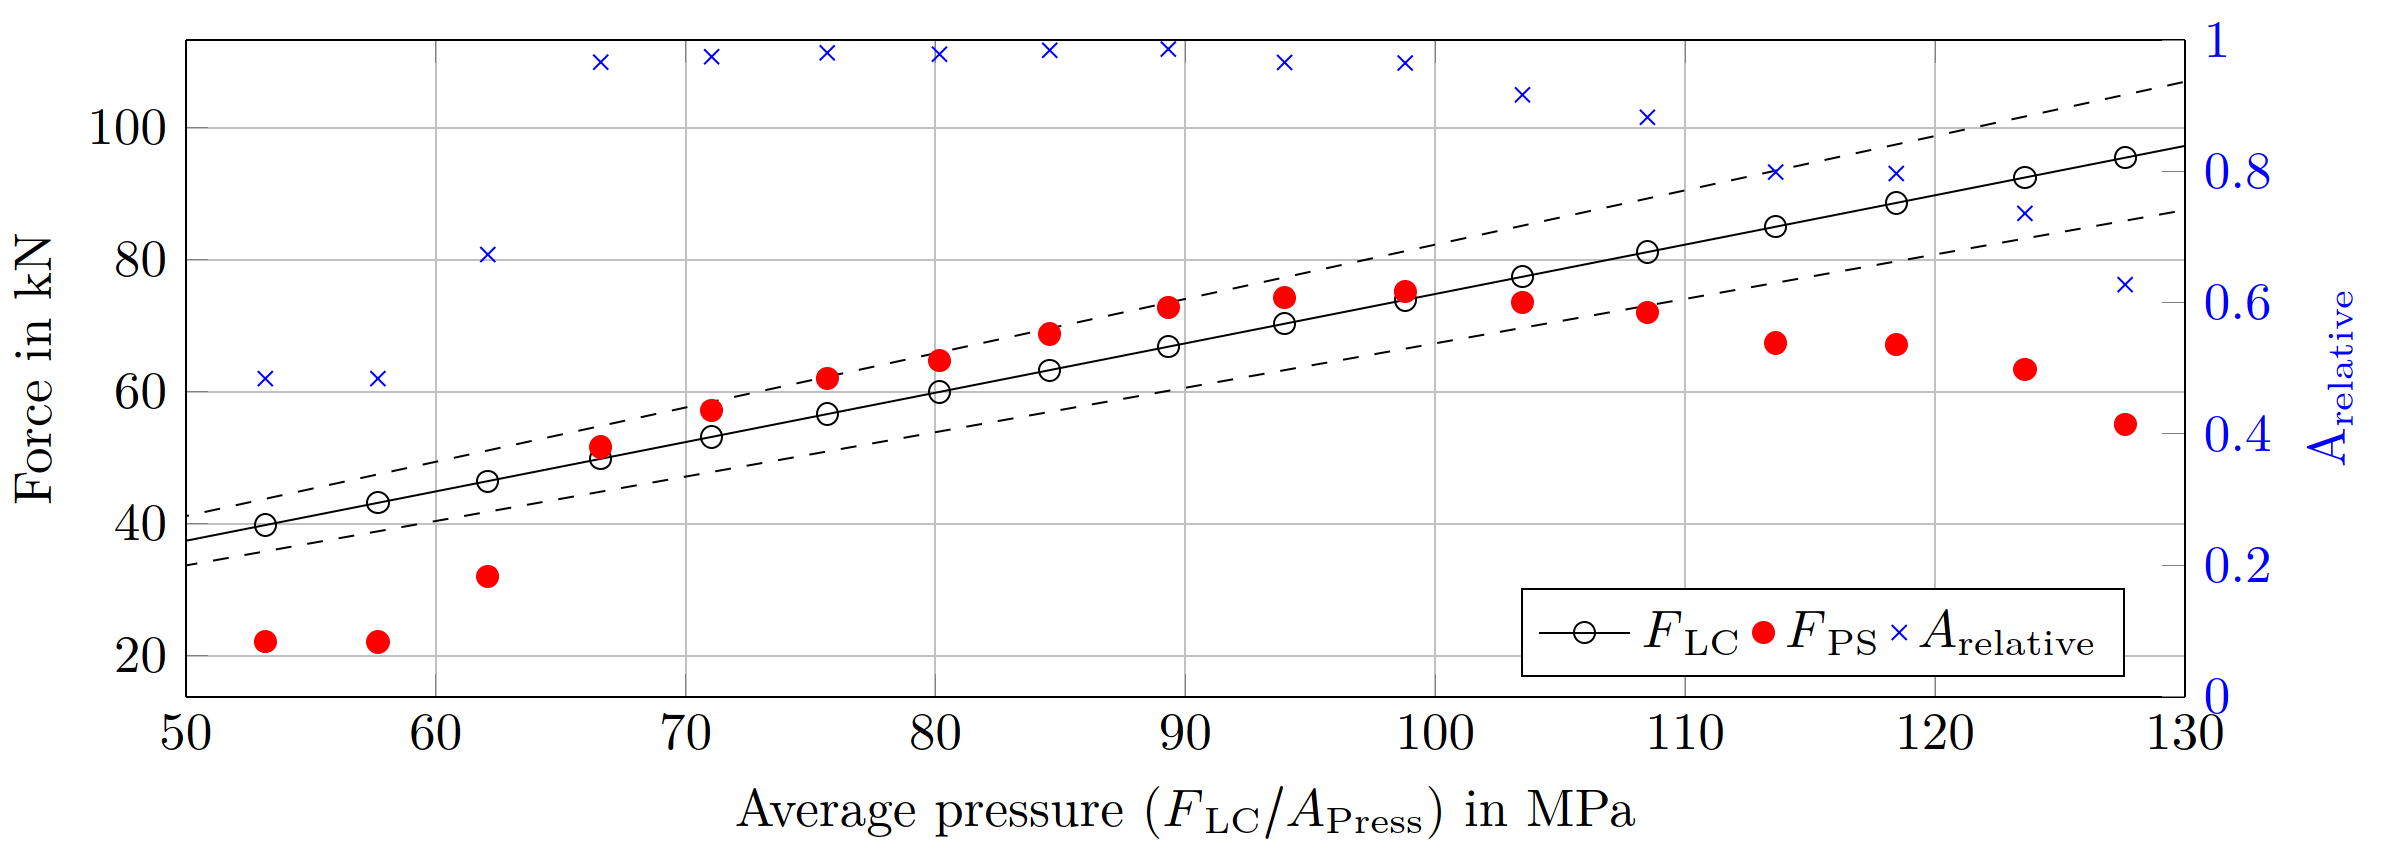 Force in kN
100
80
60
40
20
50 60 70 80 90 100 110 120 130
Average pressure (F_LC/A_Press) in MPa
1
0.8
0.6
0.4
0.2
0
A_relative
F_LC F_PS A_relative